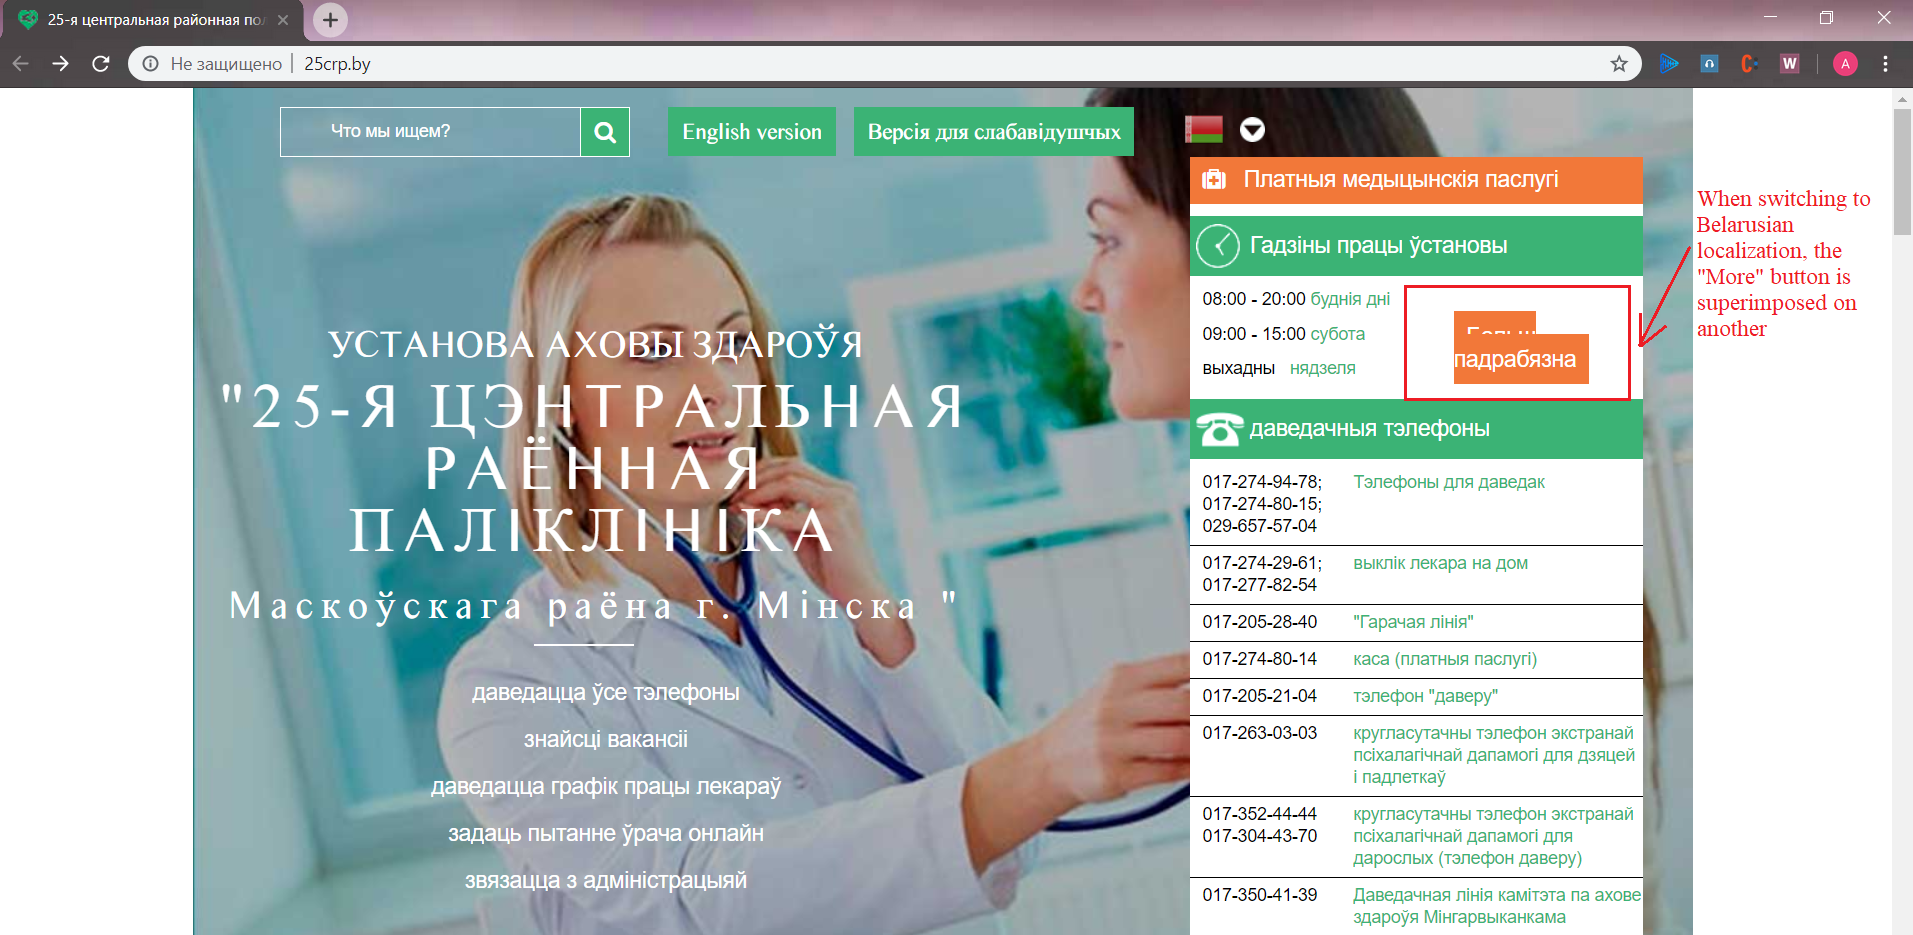 25-я центральная районная по
Не защищено
25crp.by
A
W
Что мы ищем?
English version
Версія для слабавідушчых
Платныя медыцынскія паслугі
Гадзіны працы ўстановы
08:00 - 20:00 буднія дні
09:00 - 15:00 субота
выхадны нядзеля
Больш
падрабязна
When switching to
Belarusian
localization, the
"More" button is
superimposed on
another
УСТАНОВА АХОВЫ ЗДАРОЎЯ
"25-Я ЦЭНТРАЛЬНАЯ
РАЁННАЯ
ПАЛІКЛІНІКА
Маскоўскага раёна г. Мінска "
даведацца ўсе тэлефоны
знайсці вакансіі
даведацца графік працы лекараў
задаць пытанне ўрача онлайн
звязацца з адміністрацыяй
даведачныя тэлефоны
017-274-94-78; Тэлефоны для даведак
017-274-80-15;
029-657-57-04
017-274-29-61; выклік лекара на дом
017-277-82-54
017-205-28-40 "Гарачая лінія"
017-274-80-14 каса (платныя паслугі)
017-205-21-04 тэлефон "даверу"
017-263-03-03 кругласутачны тэлефон экстранай
псіхалагічнай дапамогі для дзяцей
і падлеткаў
017-352-44-44 кругласутачны тэлефон экстранай
017-304-43-70 псіхалагічнай дапамогі для
дарослых (тэлефон даверу)
017-350-41-39 Даведачная лінія камітэта па ахове
здароўя Мінгарвыканкама